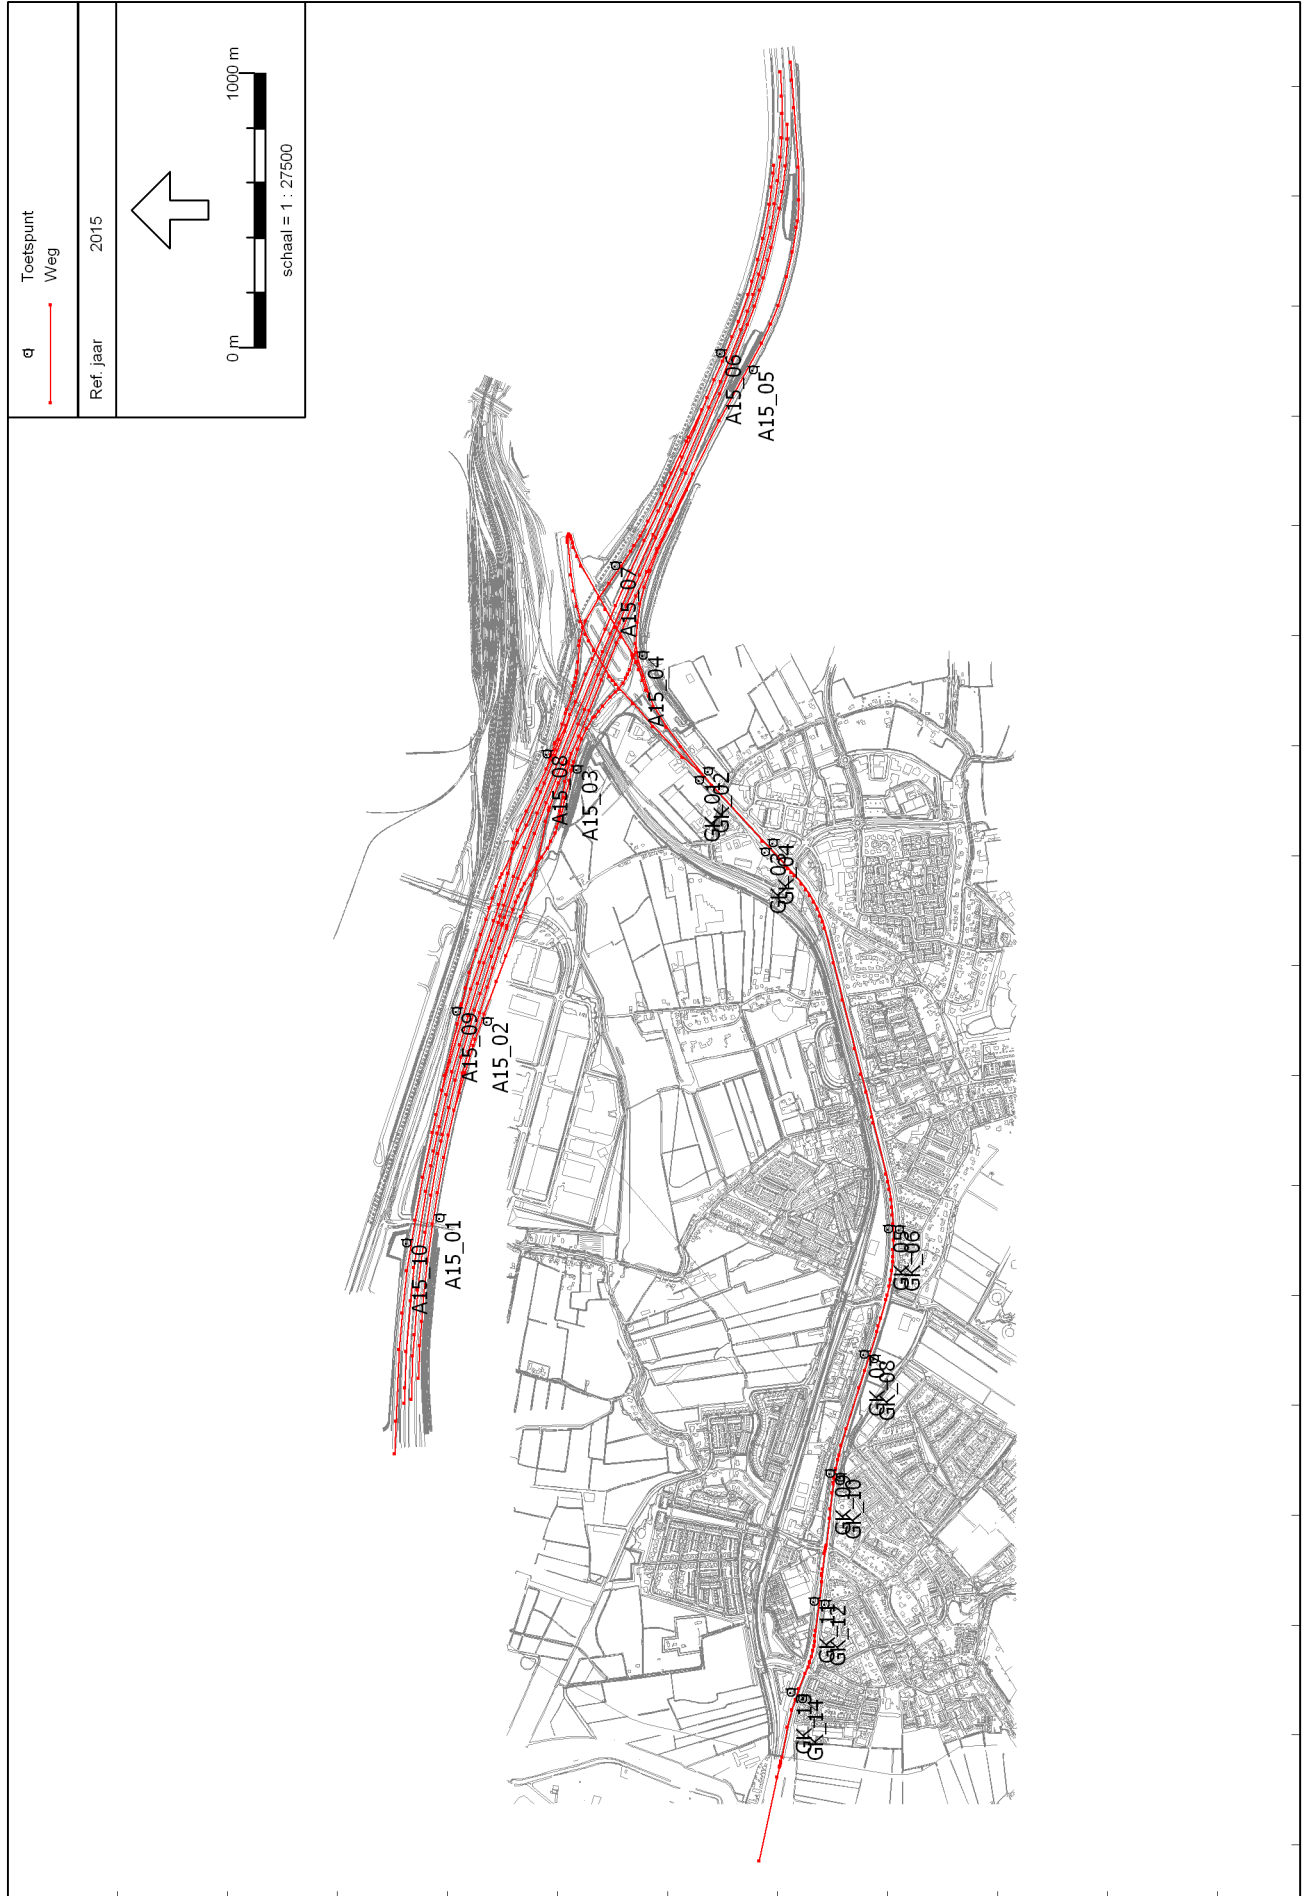 Toetspunt
Weg
Ref. jaar 2015
0 m 1000 m
schaal = 1 : 27500
A15_06
A15_05
A15_07
A15_04
A15_08
A15_03
GK_01
GK_02
GK_03
GK_04
A15_09
A15_02
A15_10
A15_01
GK_05
GK_06
GK_07
GK_08
GK_09
GK_10
GK_11
GK_12
GK_13
GK_14